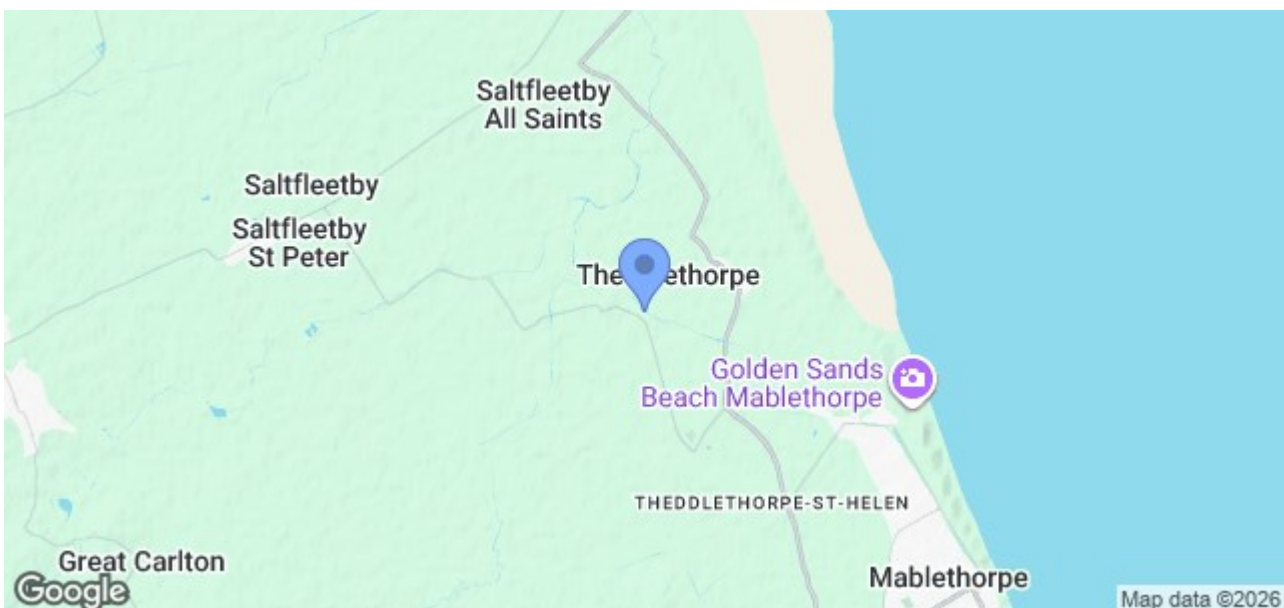 Saltfleetby
All Saints
Saltfleetby
Saltfleetby
St Peter
Golden Sands
Beach Mablethorpe
THEDDLETHORPE-ST-HELEN
Great Carlton
Mablethorpe
Google
Map data ©2026